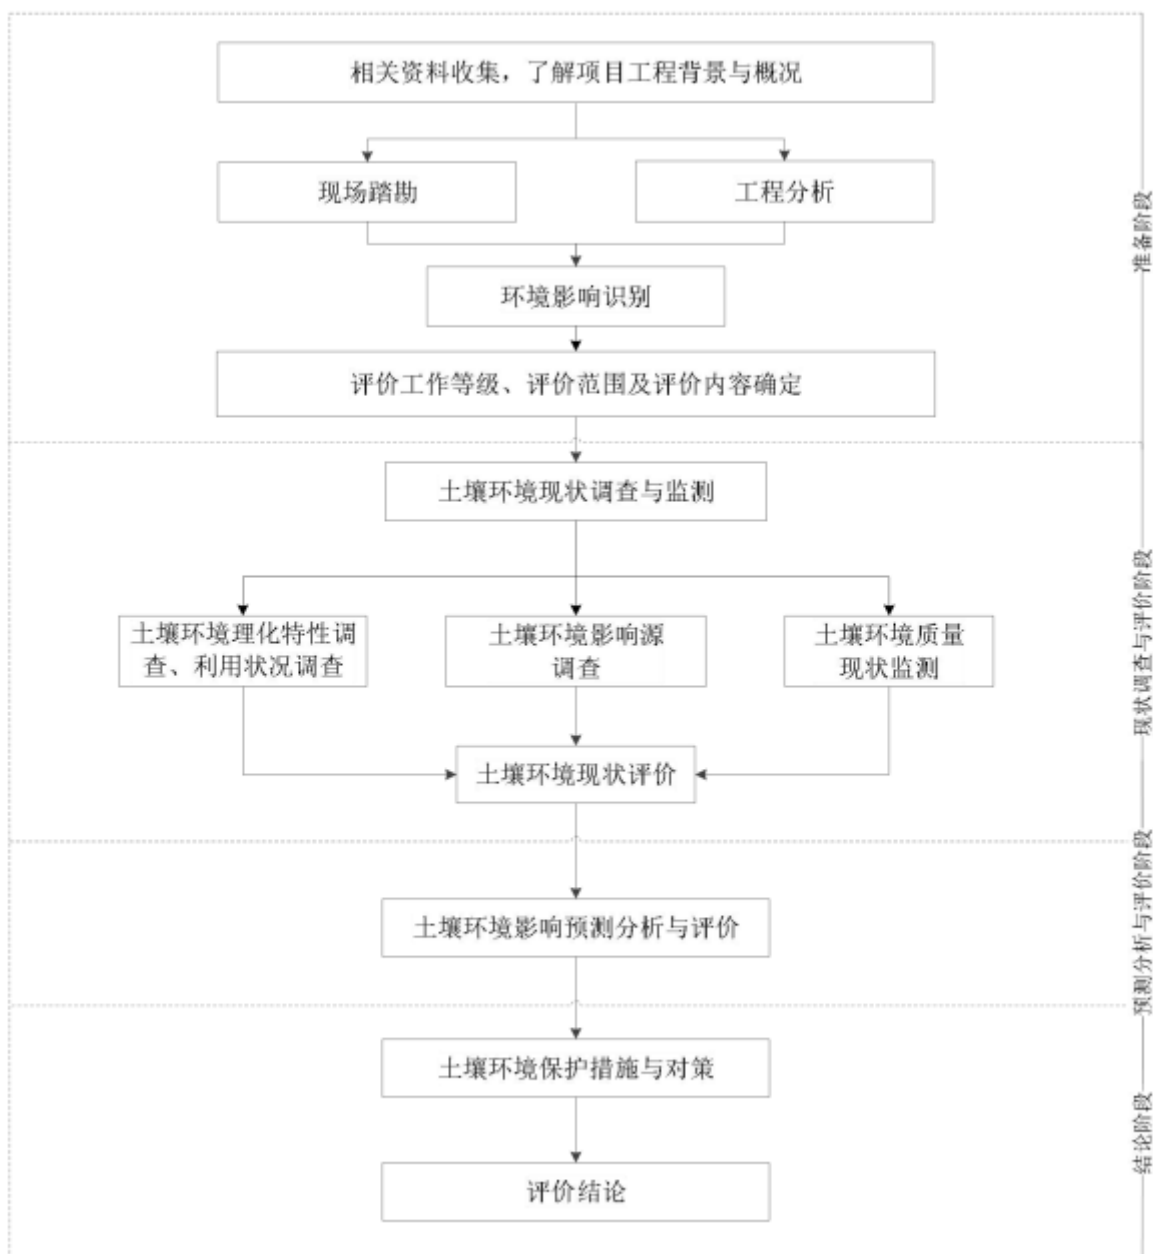 相关资料收集，了解项目工程背景与概况
现场踏勘
工程分析
环境影响识别
评价工作等级、评价范围及评价内容确定
准备阶段
土壤环境现状调查与监测
土壤环境理化特性调
查、利用状况调查
土壤环境影响源
调查
土壤环境质量
现状监测
土壤环境现状评价
现状调查与评价阶段
土壤环境影响预测分析与评价
预测分析与评价阶段
土壤环境保护措施与对策
评价结论
结论阶段